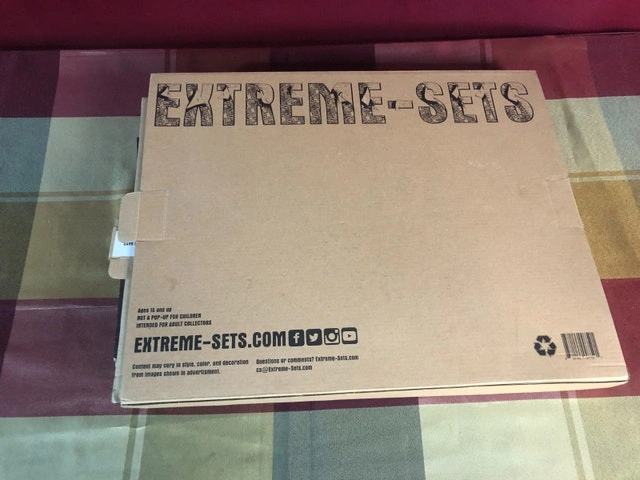 EXTREME-SETS
Ages 15 and up
NOT A POP-UP FOR CHILDREN
INTENDED FOR ADULT COLLECTORS
EXTREME-SETS.COM
Content may vary in style, color, and decoration
from images shown in advertisment.
Questions or comments? Extreme-Sets.com
cs@Extreme-Sets.com